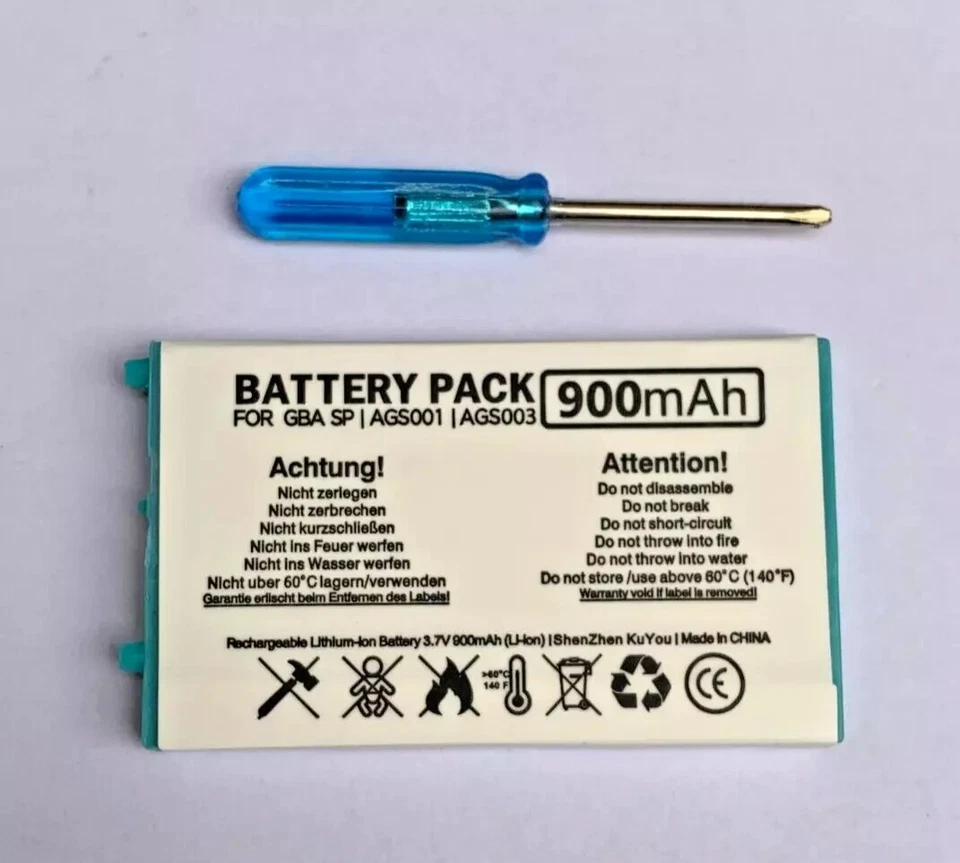 BATTERY PACK 900mAh
FOR GBA SP | AGS001 | AGS003
Achtung!
Nicht zerlegen
Nicht zerbrechen
Nicht kurzschließen
Nicht ins Feuer werfen
Nicht ins Wasser werfen
Nicht uber 60°C lagern/verwenden
Garantie erlischt beim Entfernen des Labels!
Attention!
Do not disassemble
Do not break
Do not short-circuit
Do not throw into fire
Do not throw into water
Do not store /use above 60°C (140°F)
Warranty void if label is removed!
Rechargeable Lithium-Ion Battery 3.7V 900mAh (Li-Ion) | ShenZhen KuYou | Made in CHINA
>60°C
140 F
CE